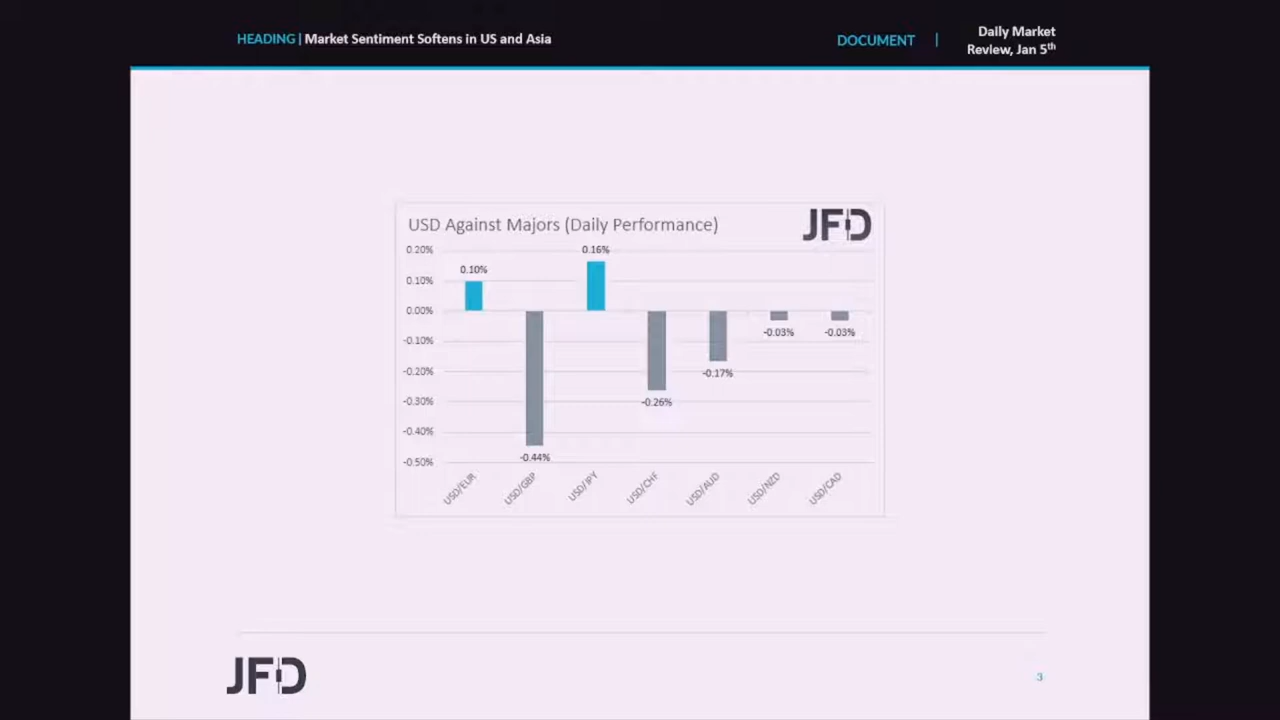 HEADING | Market Sentiment Softens in US and Asia
DOCUMENT |
Daily Market
Review, Jan 5th
USD Against Majors (Daily Performance)
JFD
0.20%
0.10%
0.00%
-0.10%
-0.20%
-0.30%
-0.40%
-0.50%
0.10%
-0.44%
0.16%
-0.26%
-0.17%
-0.03%
-0.03%
USD/EUR
USD/GBP
USD/JPY
USD/CHF
USD/AUD
USD/NZD
USD/CAD
JFD
3